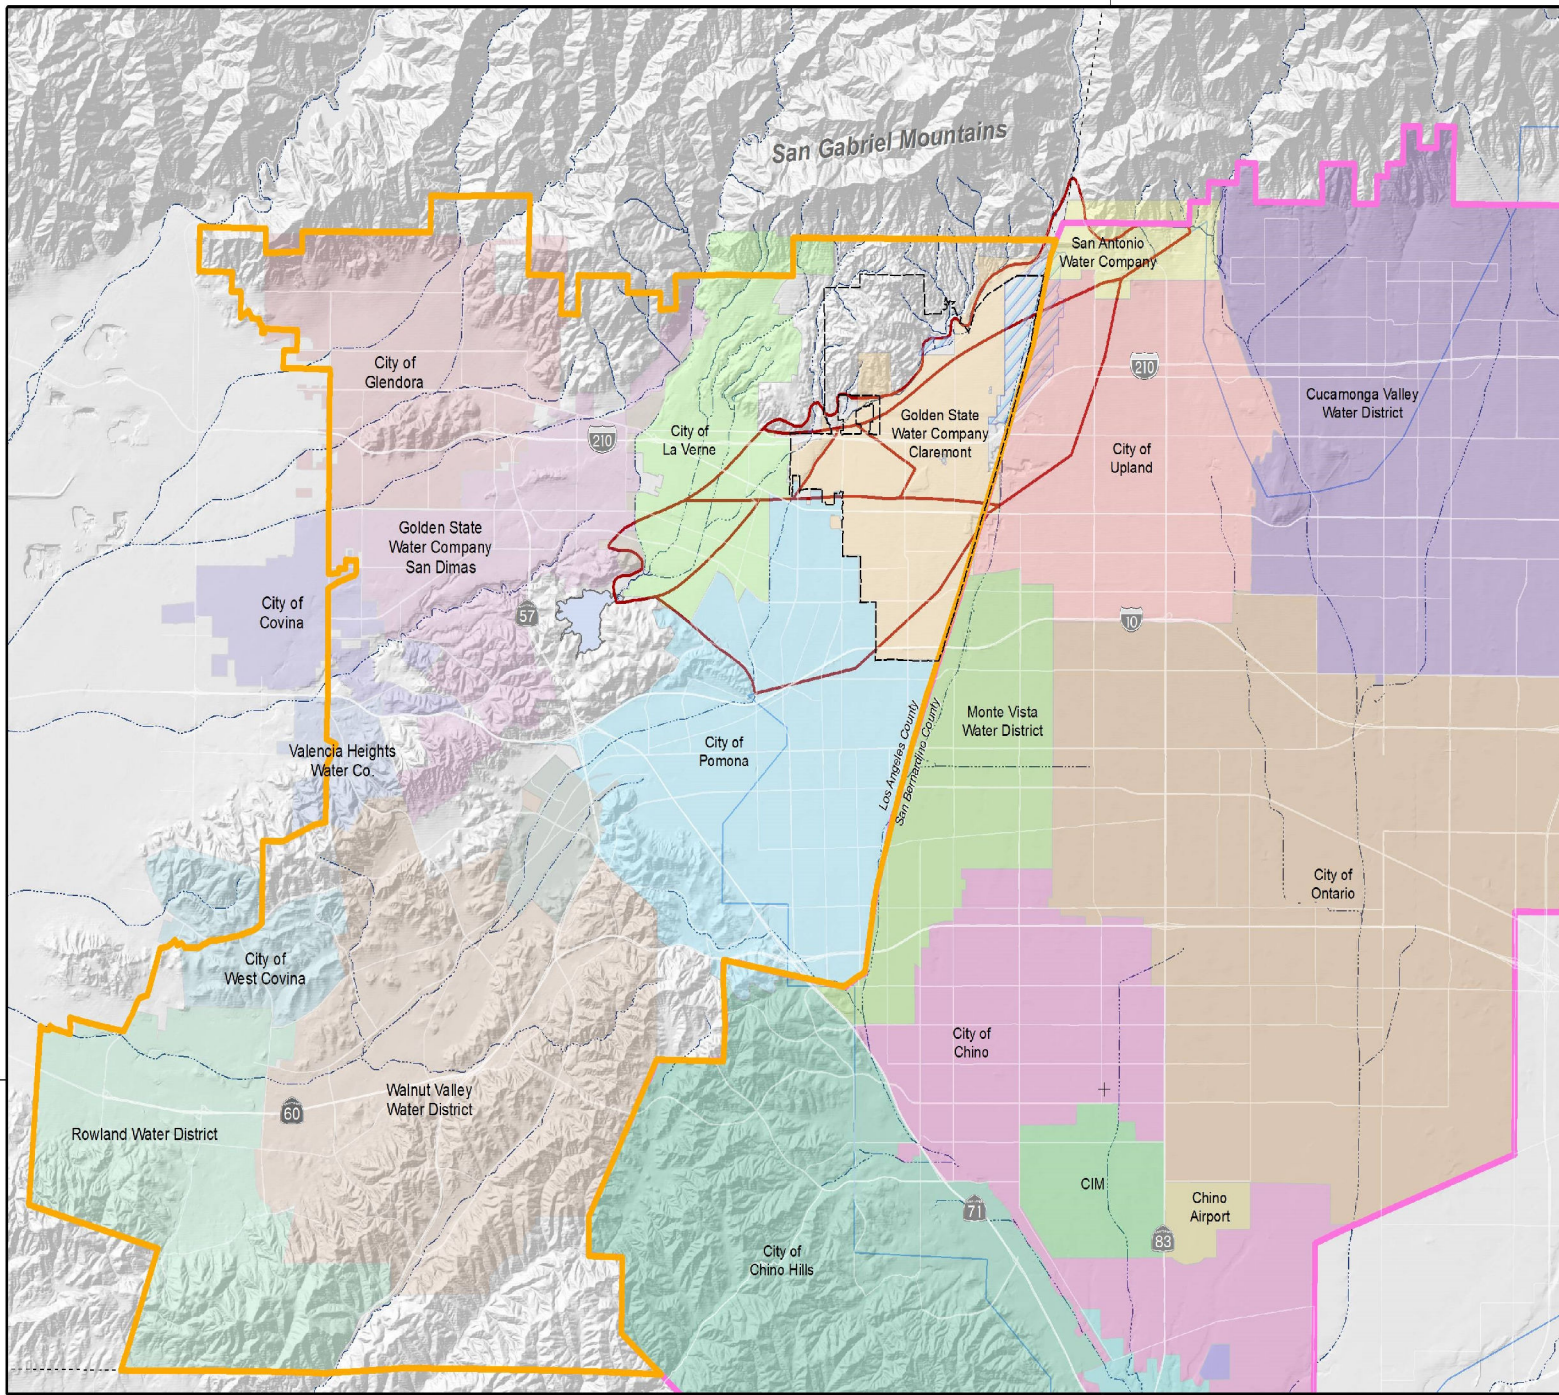 San Gabriel Mountains
San Antonio
Water Company
City of
Glendora
210
Cucamonga Valley
Water District
Golden State
Water Company
Claremont
City of
La Verne
210
City of
Upland
Golden State
Water Company
San Dimas
City of
Covina
57
10
Monte Vista
Water District
Valencia Heights
Water Co.
City of
Pomona
Los Angeles County
San Bernardino County
City of
Ontario
City of
West Covina
City of
Chino
Walnut Valley
Water District
60
Rowland Water District
CIM
Chino
Airport
71
83
City of
Chino Hills